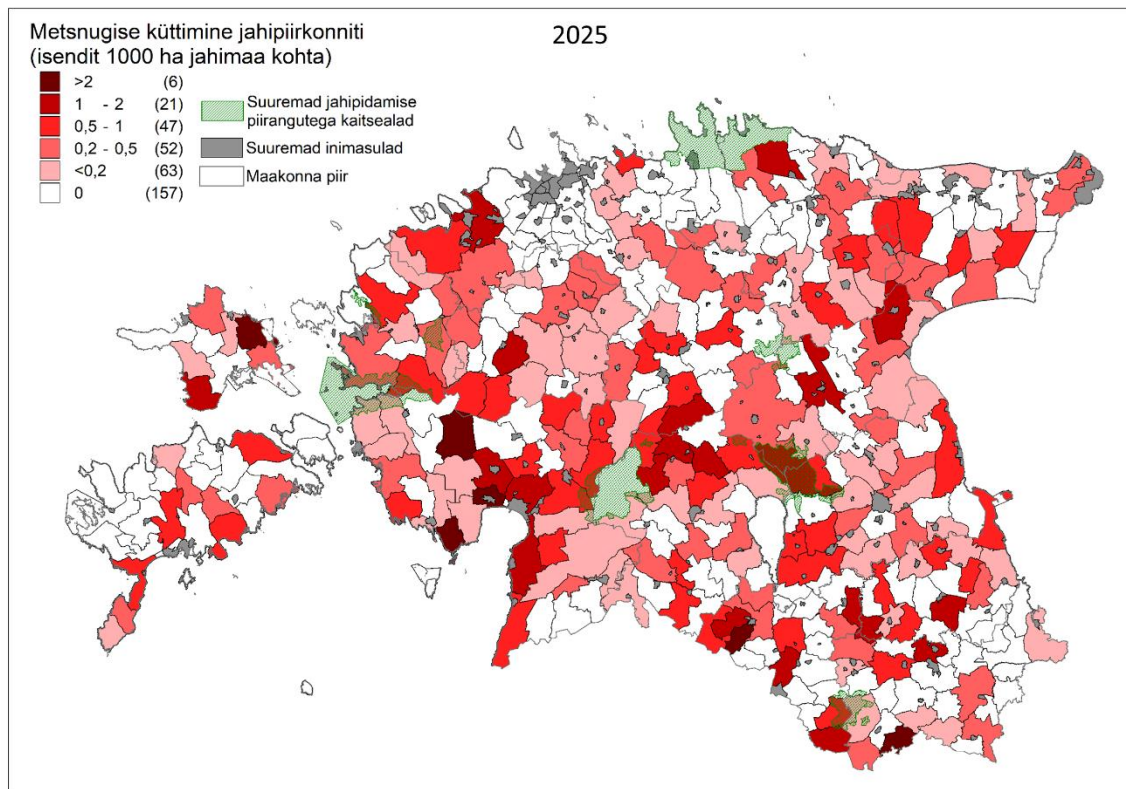 Metsnugise küttimine jahipiirkonniti
(isendit 1000 ha jahimaa kohta)
2025
>2 (6)
1 - 2 (21)
0,5 - 1 (47)
0,2 - 0,5 (52)
<0,2 (63)
0 (157)
Suuremad jahipidamise
piirangutega kaitsealad
Suuremad inimasulad
Maakonna piir